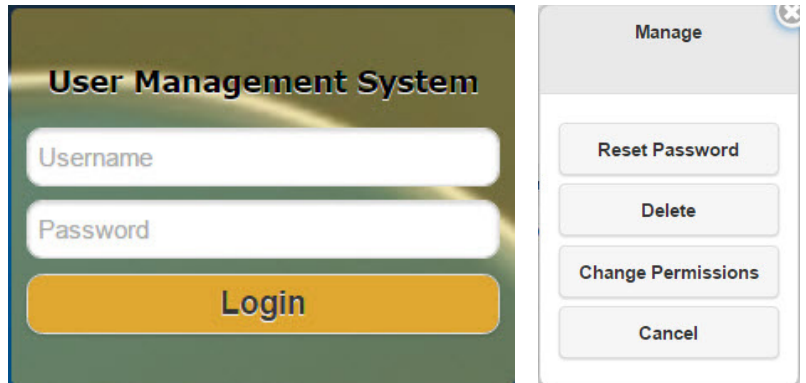 User Management System
Username
Password
Login
Manage
Reset Password
Delete
Change Permissions
Cancel